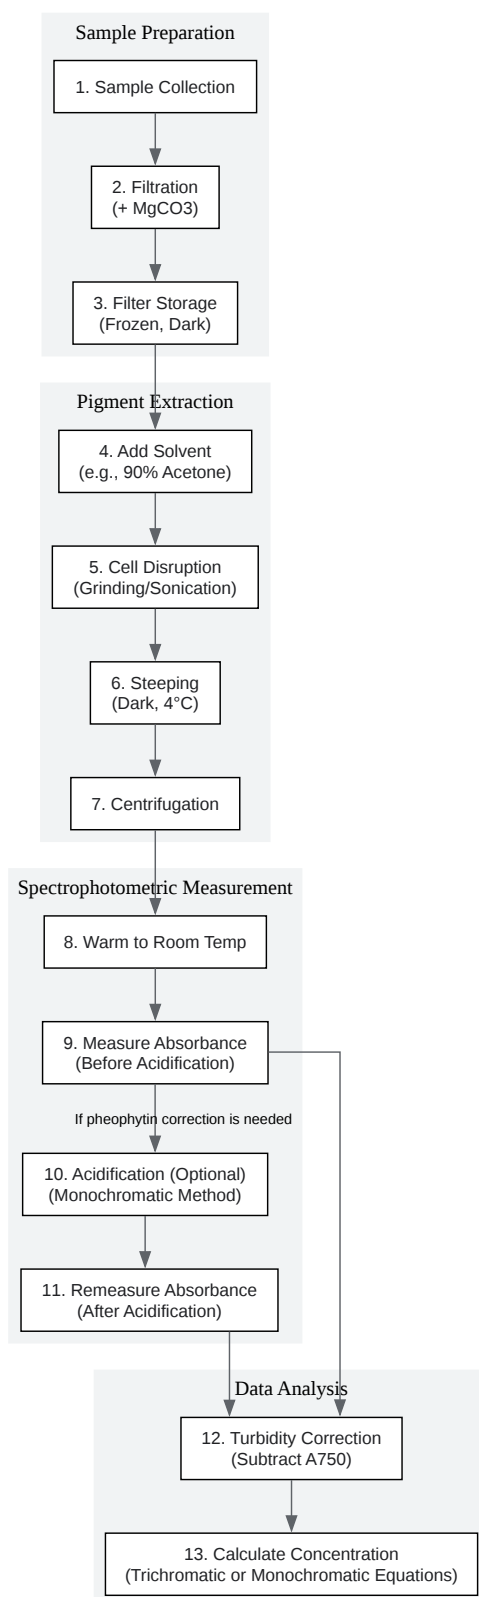 Sample Preparation
1. Sample Collection
2. Filtration
(+ MgCO3)
3. Filter Storage
(Frozen, Dark)
Pigment Extraction
4. Add Solvent
(e.g., 90% Acetone)
5. Cell Disruption
(Grinding/Sonication)
6. Steeping
(Dark, 4°C)
7. Centrifugation
Spectrophotometric Measurement
8. Warm to Room Temp
9. Measure Absorbance
(Before Acidification)
If pheophytin correction is needed
10. Acidification (Optional)
(Monochromatic Method)
11. Remeasure Absorbance
(After Acidification)
Data Analysis
12. Turbidity Correction
(Subtract A750)
13. Calculate Concentration
(Trichromatic or Monochromatic Equations)